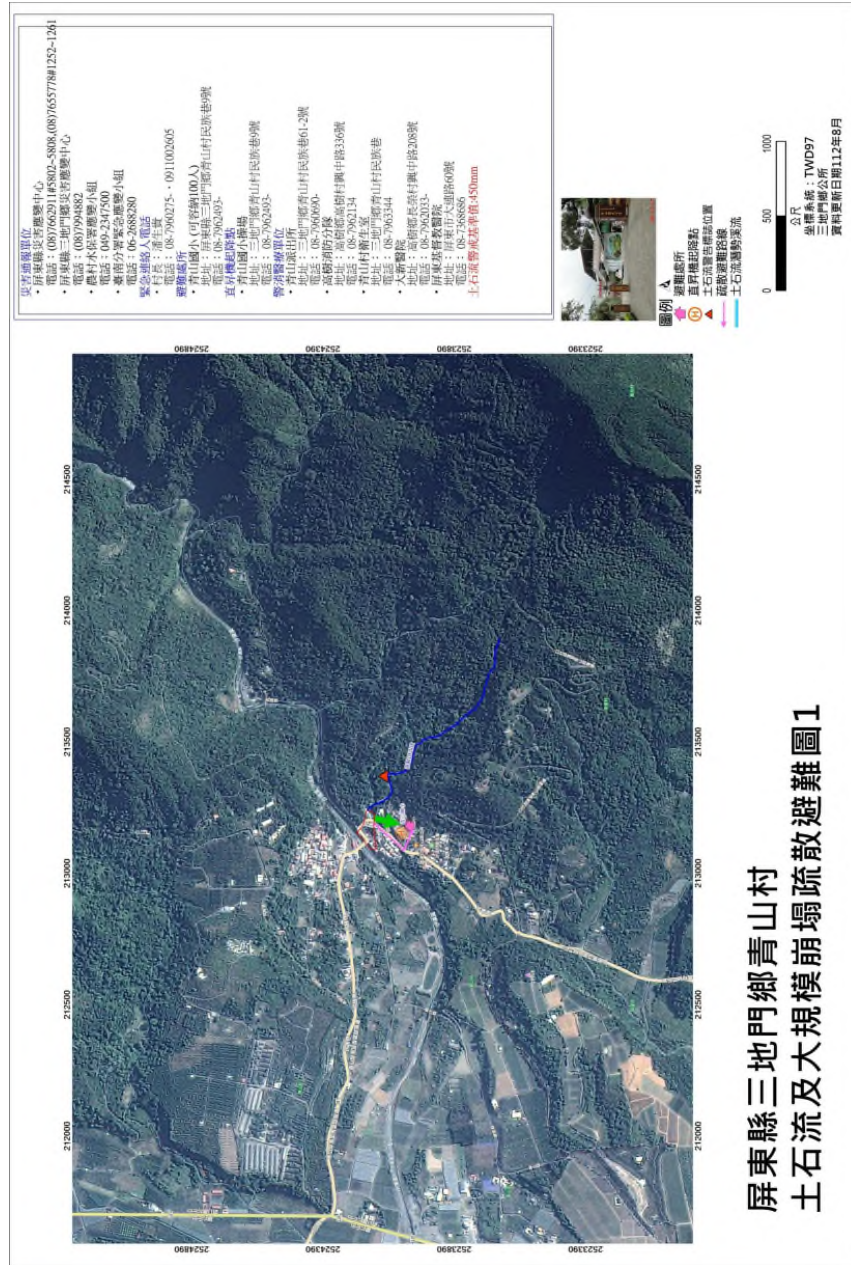 屏東縣三地門鄉青山村
土石流及大規模崩塌疏散避難圖1
災害通報單位
・屏東縣災害應變中心
電話：(08)7662911#5802~5808,(08)7655778#1252~1261
・屏東縣三地門鄉災害應變中心
電話：(08)07994882
・農村水保署應變小組
電話：049-2347500
・臺南分署緊急應變小組
電話：06-2688280
緊急連絡人電話
・村長：潘生貴
電話：08-7960275-、0911002605
避難處所
・青山國小 (可容納100人)
地址：屏東縣三地門鄉青山村民族巷9號
電話：08-7962493-
直昇機起降點
・青山國小操場
地址：三地門鄉青山村民族巷9號
電話：08-7962493-
警消醫療單位
・青山派出所
地址：三地門鄉青山村民族巷61-2號
電話：08-7960690-
・高樹消防分隊
地址：高樹鄉高樹村興中路336號
電話：08-7962134
・青山村衛生室
地址：三地門鄉青山村民族巷
電話：08-7963344
・大新醫院
地址：高樹鄉長榮村興中路208號
電話：08-7962033-
・屏東基督教醫院
地址：屏東市大連路60號
電話：08-7368686
土石流警戒基準值:450mm
圖例
避難處所
直昇機起降點
土石流警告標誌位置
疏散避難路線
土石流潛勢溪流
0 500 1000
公尺
坐標系統：TWD97
三地門鄉公所
資料更新日期112年8月
212000 212500 213000 213500 214000 214500
212000 212500 213000 213500 214000 214500
2524890 2524390 2523890 2523390
2524890 2524390 2523890 2523390